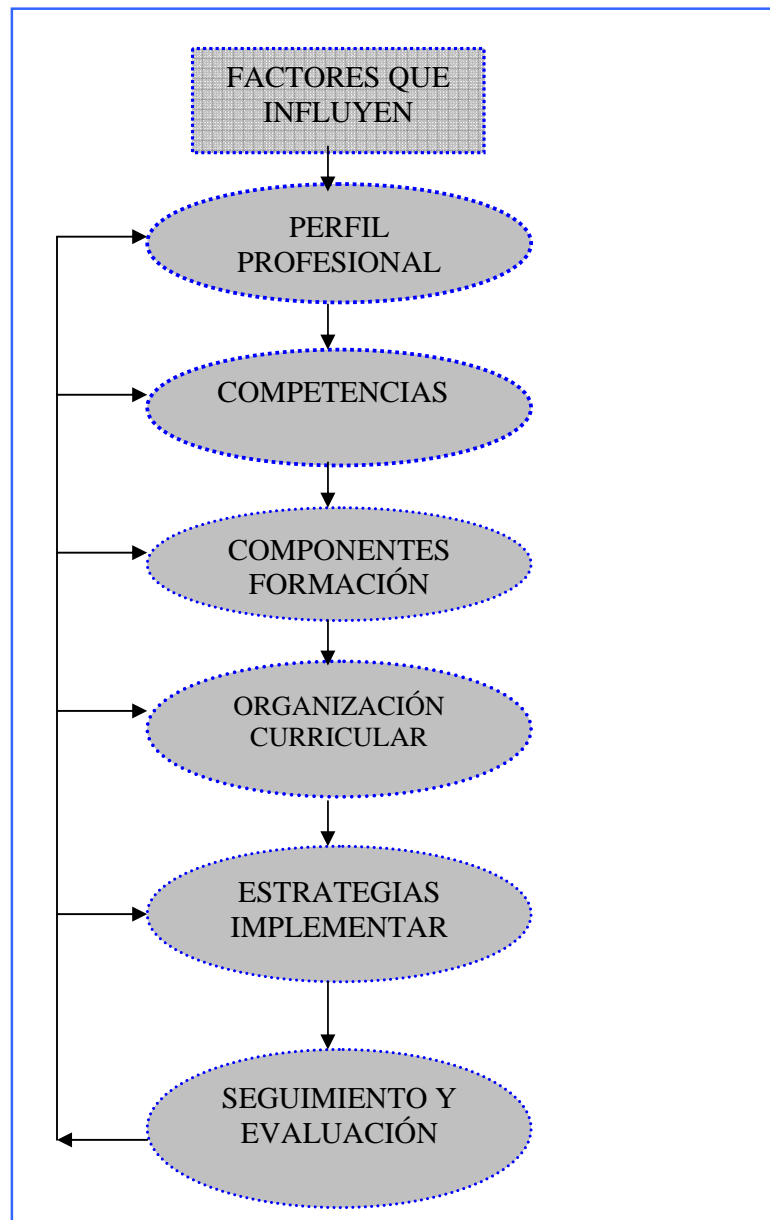 FACTORES QUE
INFLUYEN
PERFIL
PROFESIONAL
COMPETENCIAS
COMPONENTES
FORMACIÓN
ORGANIZACIÓN
CURRICULAR
ESTRATEGIAS
IMPLEMENTAR
SEGUIMIENTO Y
EVALUACIÓN